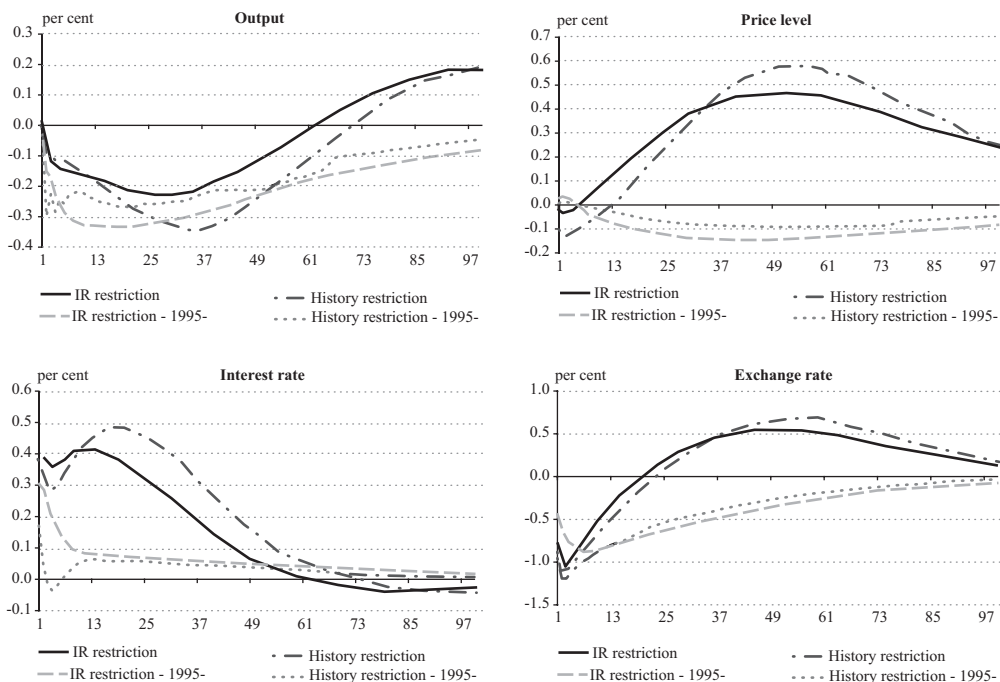 per cent
Output
0.3
0.2
0.1
0.0
-0.1
-0.2
-0.3
-0.4
1 13 25 37 49 61 73 85 97
IR restriction
History restriction
IR restriction - 1995-
History restriction - 1995-
per cent
Price level
0.7
0.6
0.5
0.4
0.3
0.2
0.1
0.0
-0.1
-0.2
1 13 25 37 49 61 73 85 97
IR restriction
History restriction
IR restriction - 1995-
History restriction - 1995-
per cent
Interest rate
0.6
0.5
0.4
0.3
0.2
0.1
0.0
-0.1
1 13 25 37 49 61 73 85 97
IR restriction
History restriction
IR restriction - 1995-
History restriction - 1995-
per cent
Exchange rate
1.0
0.5
0.0
-0.5
-1.0
-1.5
1 13 25 37 49 61 73 85 97
IR restriction
History restriction
IR restriction - 1995-
History restriction - 1995-